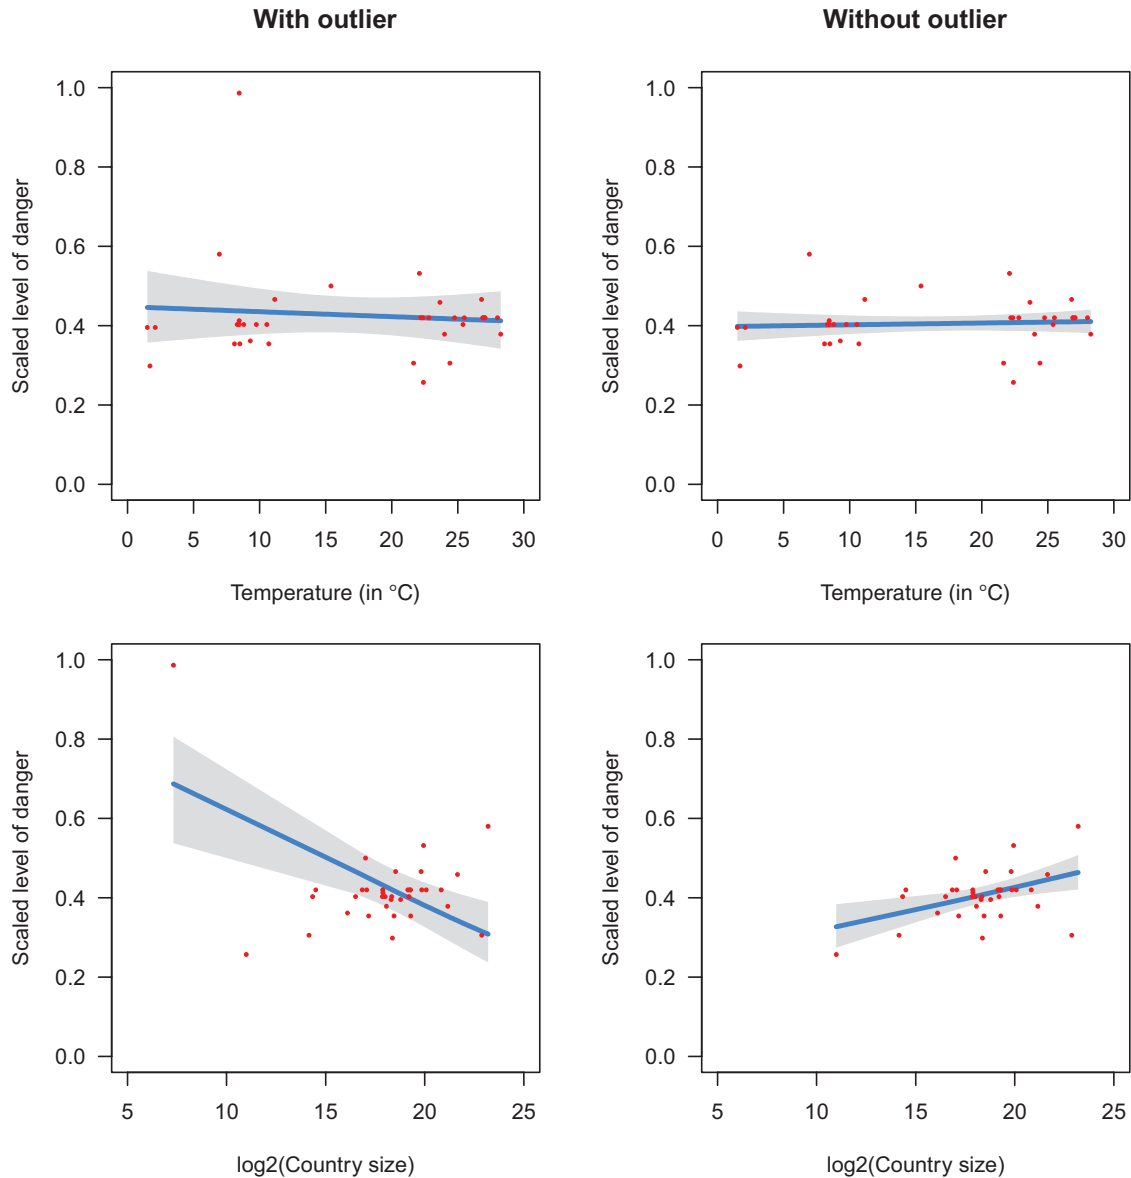 With outlier
Without outlier
1.0
0.8
0.6
0.4
0.2
0.0
Scaled level of danger
0 5 10 15 20 25 30
Temperature (in °C)
1.0
0.8
0.6
0.4
0.2
0.0
Scaled level of danger
0 5 10 15 20 25 30
Temperature (in °C)
1.0
0.8
0.6
0.4
0.2
0.0
Scaled level of danger
5 10 15 20 25
log2(Country size)
1.0
0.8
0.6
0.4
0.2
0.0
Scaled level of danger
5 10 15 20 25
log2(Country size)